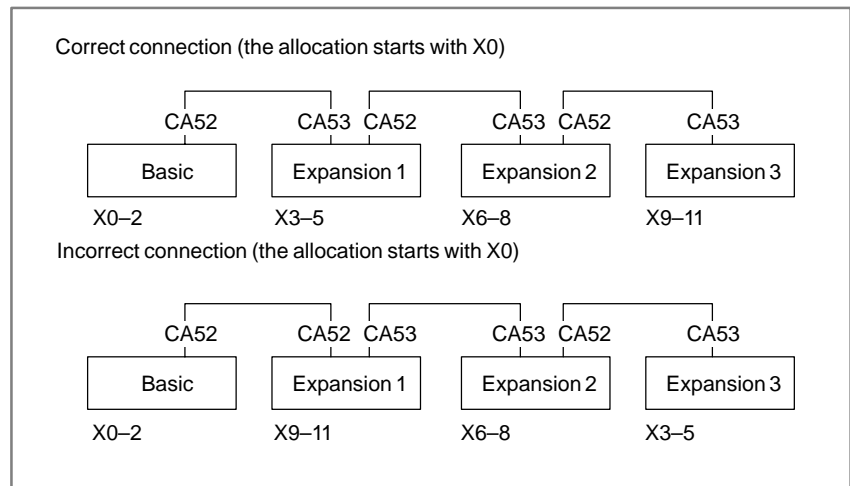 Correct connection (the allocation starts with X0)
CA52 CA53 CA52 CA53 CA52 CA53
Basic Expansion 1 Expansion 2 Expansion 3
X0–2 X3–5 X6–8 X9–11
Incorrect connection (the allocation starts with X0)
CA52 CA52 CA53 CA53 CA52 CA53
Basic Expansion 1 Expansion 2 Expansion 3
X0–2 X9–11 X6–8 X3–5